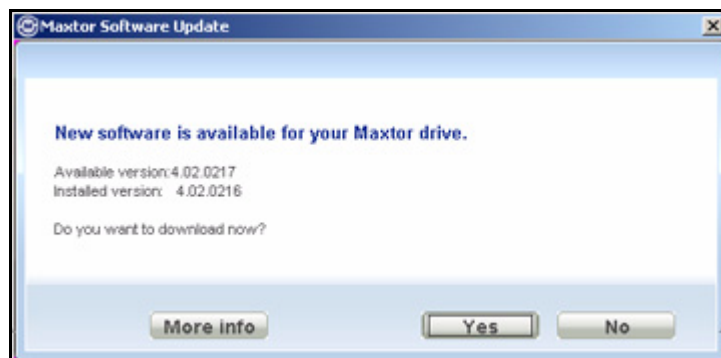 Maxtor Software Update
New software is available for your Maxtor drive.
Available version:4.02.0217
Installed version: 4.02.0216
Do you want to download now?
More info Yes No